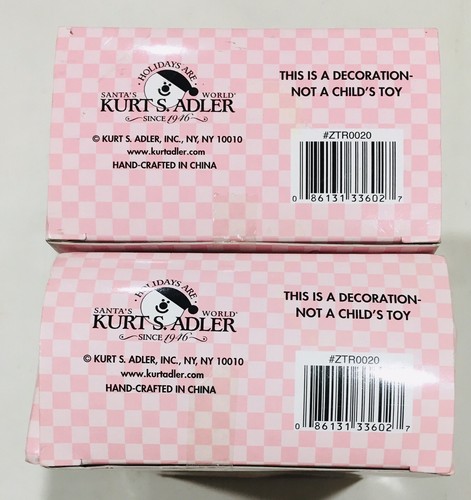 HOLIDAYS ARE
SANTA'S WORLD
KURT S. ADLER
SINCE 1946
© KURT S. ADLER, INC., NY, NY 10010
www.kurtadler.com
HAND-CRAFTED IN CHINA
THIS IS A DECORATION-
NOT A CHILD'S TOY
#ZTR0020
0 86131 33602 7
HOLIDAYS ARE
SANTA'S WORLD
KURT S. ADLER
SINCE 1946
© KURT S. ADLER, INC., NY, NY 10010
www.kurtadler.com
HAND-CRAFTED IN CHINA
THIS IS A DECORATION-
NOT A CHILD'S TOY
#ZTR0020
0 86131 33602 7